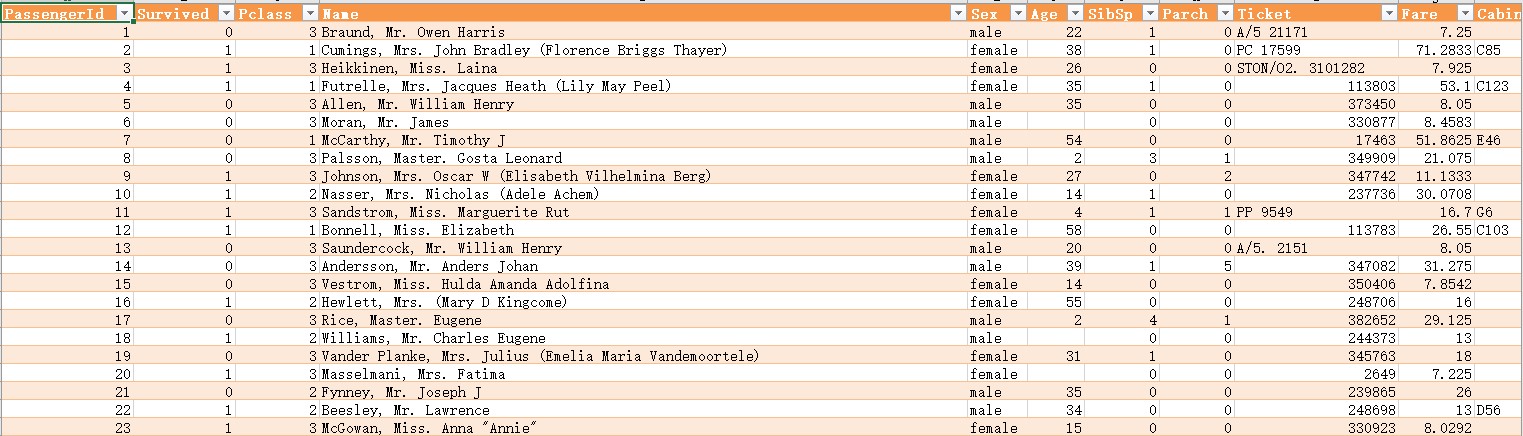 PassengerId Survived Pclass Name Sex Age SibSp Parch Ticket Fare Cabin
1 0 3 Braund, Mr. Owen Harris male 22 1 0 A/5 21171 7.25
2 1 1 Cumings, Mrs. John Bradley (Florence Briggs Thayer) female 38 1 0 PC 17599 71.2833 C85
3 1 3 Heikkinen, Miss. Laina female 26 0 0 STON/O2. 3101282 7.925
4 1 1 Futrelle, Mrs. Jacques Heath (Lily May Peel) female 35 1 0 113803 53.1 C123
5 0 3 Allen, Mr. William Henry male 35 0 0 373450 8.05
6 0 3 Moran, Mr. James male 0 0 330877 8.4583
7 0 1 McCarthy, Mr. Timothy J male 54 0 0 17463 51.8625 E46
8 0 3 Palsson, Master. Gosta Leonard male 2 3 1 349909 21.075
9 1 3 Johnson, Mrs. Oscar W (Elisabeth Vilhelmina Berg) female 27 0 2 347742 11.1333
10 1 2 Nasser, Mrs. Nicholas (Adele Achem) female 14 1 0 237736 30.0708
11 1 3 Sandstrom, Miss. Marguerite Rut female 4 1 1 PP 9549 16.7 G6
12 1 1 Bonnell, Miss. Elizabeth female 58 0 0 113783 26.55 C103
13 0 3 Saundercock, Mr. William Henry male 20 0 0 A/5. 2151 8.05
14 0 3 Andersson, Mr. Anders Johan male 39 1 5 347082 31.275
15 0 3 Vestrom, Miss. Hulda Amanda Adolfina female 14 0 0 350406 7.8542
16 1 2 Hewlett, Mrs. (Mary D Kingcome) female 55 0 0 248706 16
17 0 3 Rice, Master. Eugene male 2 4 1 382652 29.125
18 1 2 Williams, Mr. Charles Eugene male 0 0 244373 13
19 0 3 Vander Planke, Mrs. Julius (Emelia Maria Vandemoortele) female 31 1 0 345763 18
20 1 3 Masselmani, Mrs. Fatima female 0 0 2649 7.225
21 0 2 Fynney, Mr. Joseph J male 35 0 0 239865 26
22 1 2 Beesley, Mr. Lawrence male 34 0 0 248698 13 D56
23 1 3 McGowan, Miss. Anna "Annie" female 15 0 0 330923 8.0292